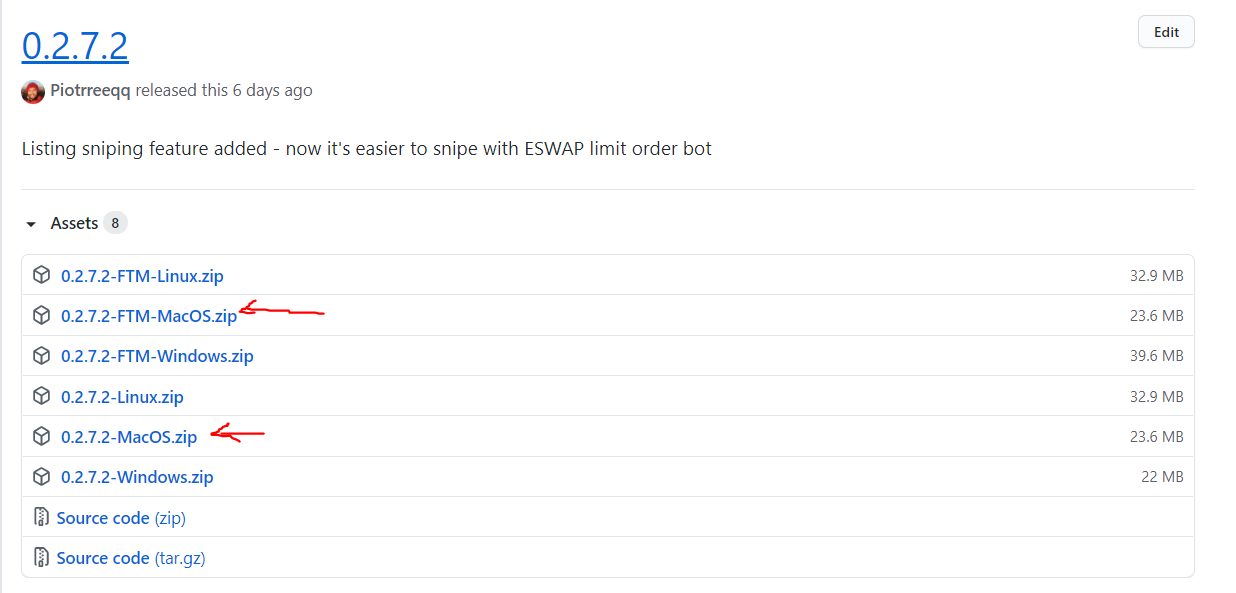 0.2.7.2
Edit
Piotrreeqq released this 6 days ago
Listing sniping feature added - now it's easier to snipe with ESWAP limit order bot
Assets 8
0.2.7.2-FTM-Linux.zip 32.9 MB
0.2.7.2-FTM-MacOS.zip 23.6 MB
0.2.7.2-FTM-Windows.zip 39.6 MB
0.2.7.2-Linux.zip 32.9 MB
0.2.7.2-MacOS.zip 23.6 MB
0.2.7.2-Windows.zip 22 MB
Source code (zip)
Source code (tar.gz)